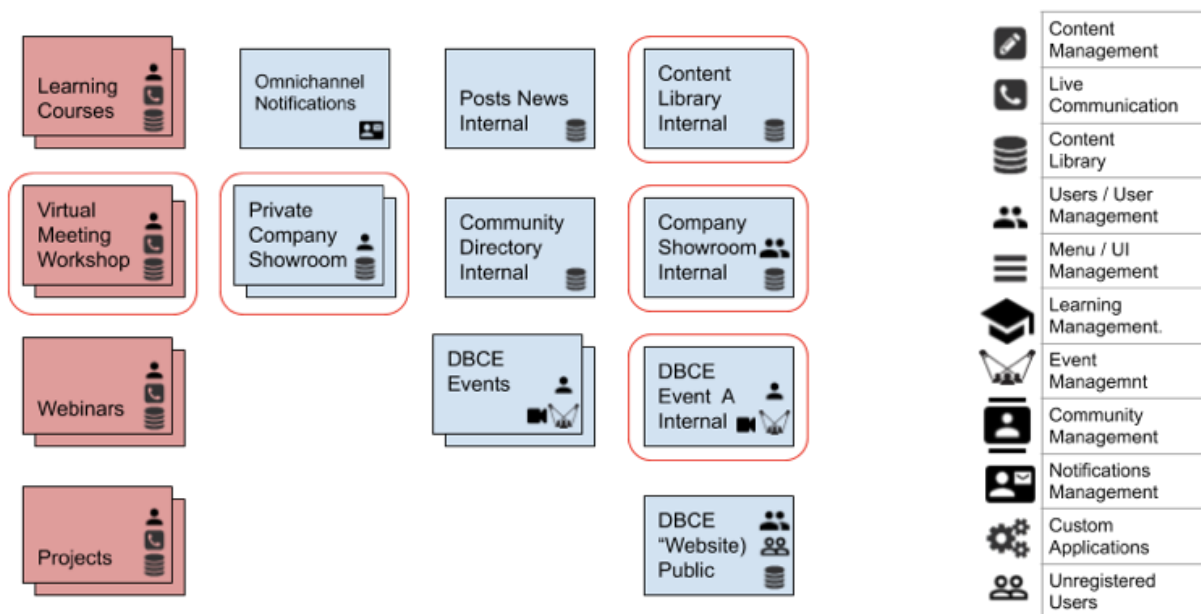 Learning
Courses
Omnichannel
Notifications
Posts News
Internal
Content
Library
Internal
Virtual
Meeting
Workshop
Private
Company
Showroom
Community
Directory
Internal
Company
Showroom
Internal
Webinars
DBCE
Events
DBCE
Event A
Internal
Projects
DBCE
“Website)
Public
Content
Management
Live
Communication
Content
Library
Users / User
Management
Menu / UI
Management
Learning
Management.
Event
Managemnt
Community
Management
Notifications
Management
Custom
Applications
Unregistered
Users